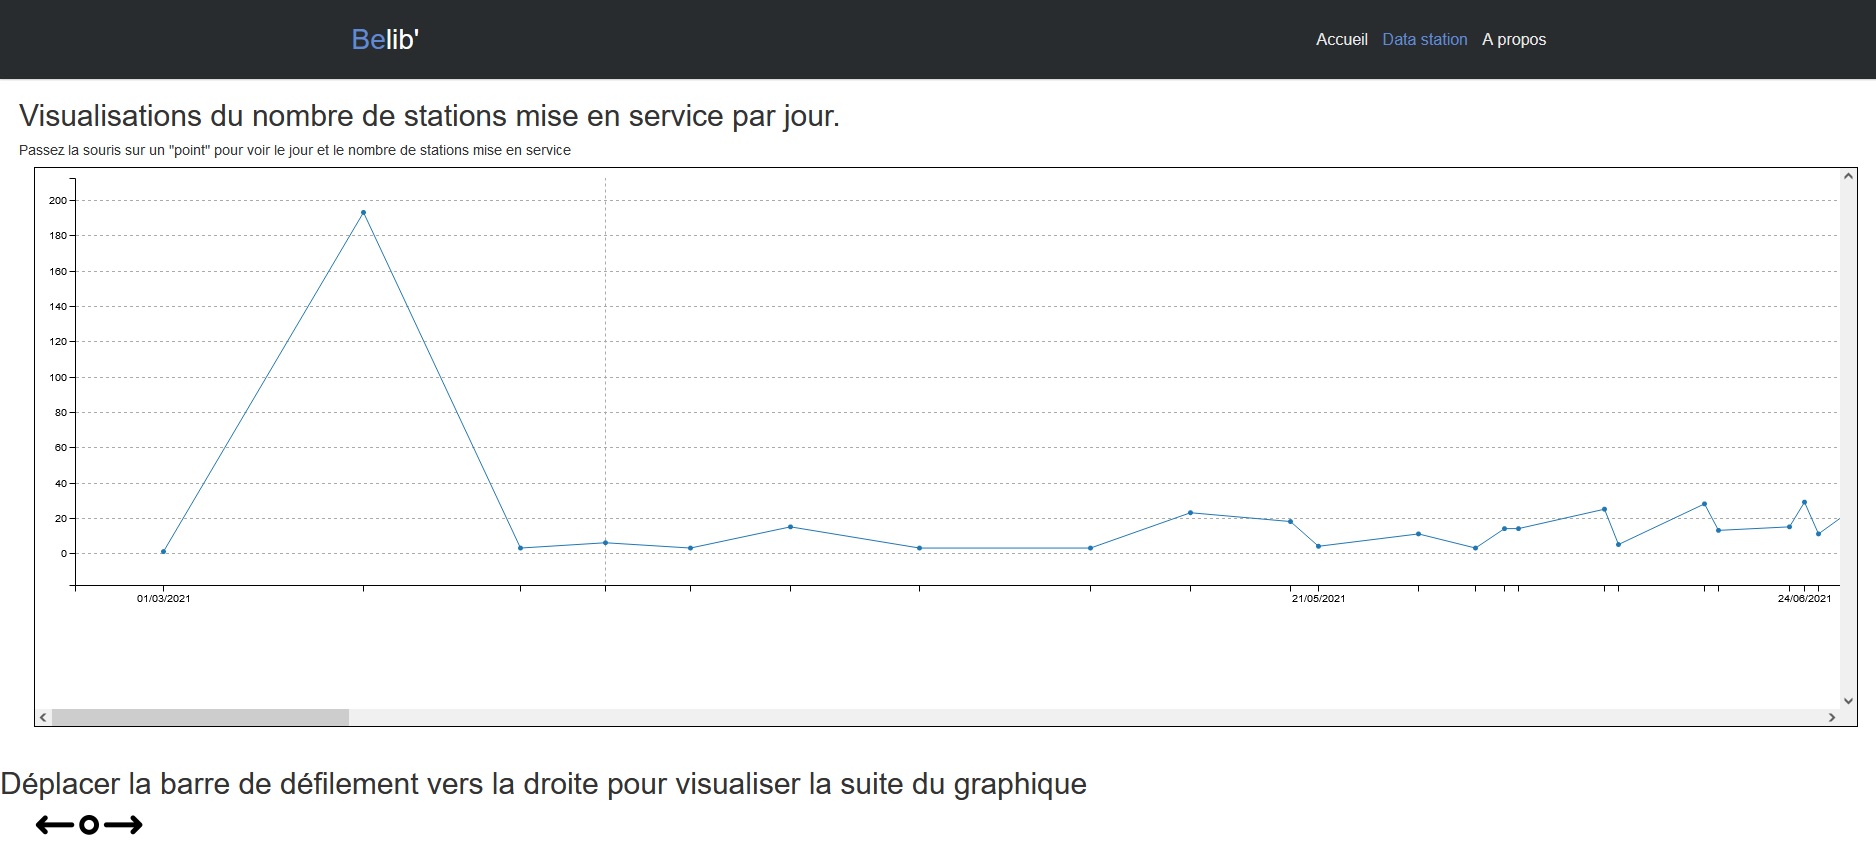 Belib'
Accueil Data station A propos
Visualisations du nombre de stations mise en service par jour.
Passez la souris sur un "point" pour voir le jour et le nombre de stations mise en service
200
180
160
140
120
100
80
60
40
20
0
01/03/2021 21/05/2021 24/06/2021
Déplacer la barre de défilement vers la droite pour visualiser la suite du graphique